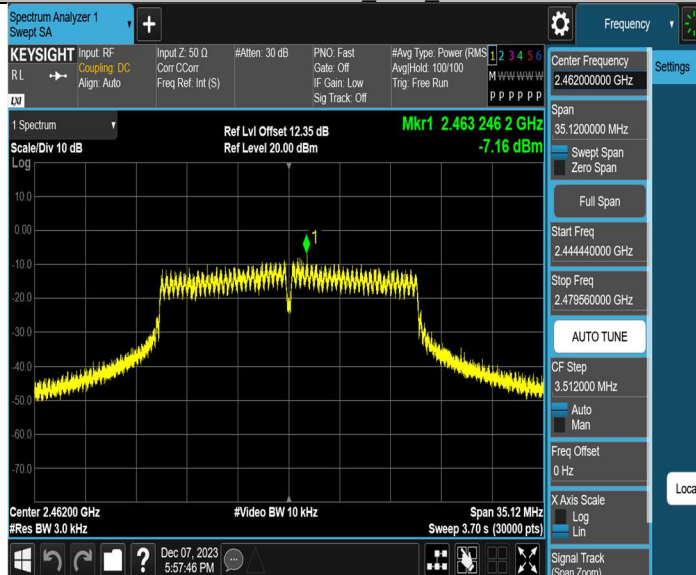 Spectrum Analyzer 1
Swept SA
Frequency
KEYSIGHT
RL
LXI
Input: RF
Coupling: DC
Align: Auto
Input Z: 50 Ω
Corr CCorr
Freq Ref: Int (S)
#Atten: 30 dB
PNO: Fast
Gate: Off
IF Gain: Low
Sig Track: Off
#Avg Type: Power (RMS
Avg|Hold: 100/100
Trig: Free Run
1 2 3 4 5 6
M W W W W W
P P P P P P
1 Spectrum
Scale/Div 10 dB
Log
Ref Lvl Offset 12.35 dB
Ref Level 20.00 dBm
Mkr1 2.463 246 2 GHz
-7.16 dBm
10.0
0.00
-10.0
-20.0
-30.0
-40.0
-50.0
-60.0
-70.0
1
Center 2.46200 GHz
#Res BW 3.0 kHz
#Video BW 10 kHz
Span 35.12 MHz
Sweep 3.70 s (30000 pts)
Dec 07, 2023
5:57:46 PM
Center Frequency
2.462000000 GHz
Span
35.1200000 MHz
Swept Span
Zero Span
Full Span
Start Freq
2.444440000 GHz
Stop Freq
2.479560000 GHz
AUTO TUNE
CF Step
3.512000 MHz
Auto
Man
Freq Offset
0 Hz
X Axis Scale
Log
Lin
Signal Track
(Span Zoom)
Settings
Loca